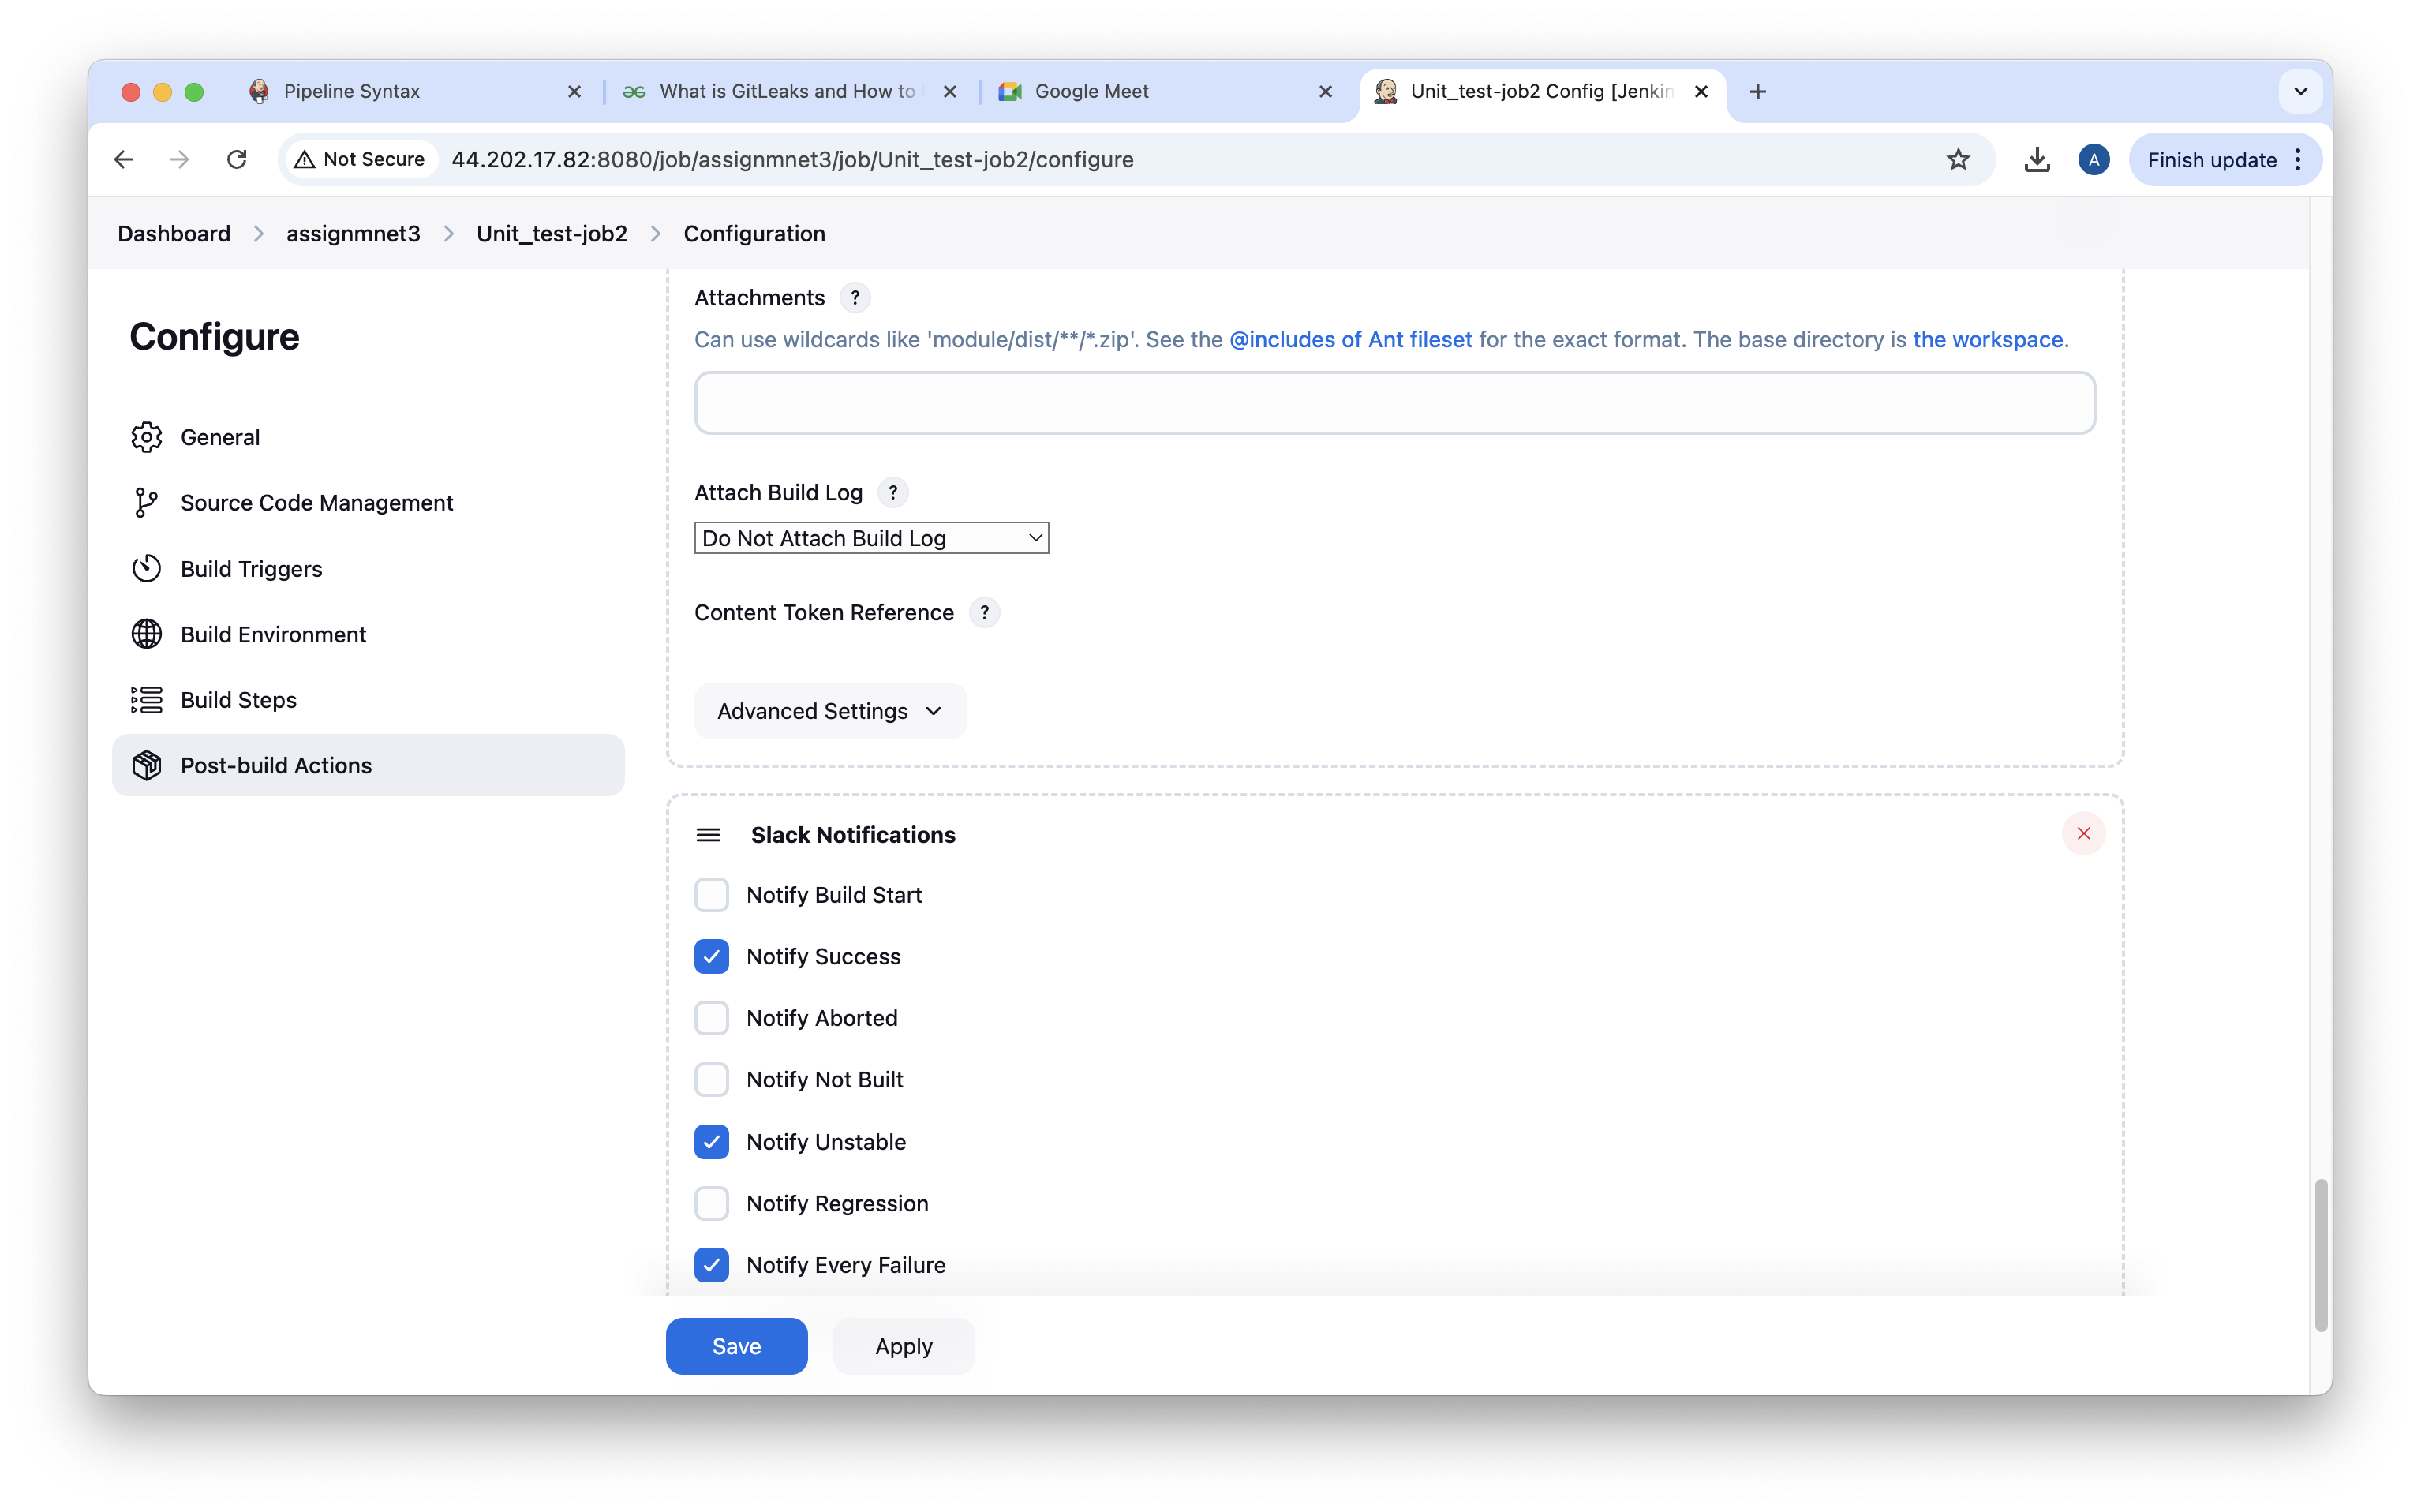 Pipeline Syntax
What is GitLeaks and How to
Google Meet
Unit_test-job2 Config [Jenkin
Not Secure
44.202.17.82:8080/job/assignmnet3/job/Unit_test-job2/configure
A
Finish update
Dashboard > assignmnet3 > Unit_test-job2 > Configuration
Configure
General
Source Code Management
Build Triggers
Build Environment
Build Steps
Post-build Actions
Attachments ?
Can use wildcards like 'module/dist/**/*.zip'. See the @includes of Ant fileset for the exact format. The base directory is the workspace.
Attach Build Log ?
Do Not Attach Build Log
Content Token Reference ?
Advanced Settings
Slack Notifications
Notify Build Start
Notify Success
Notify Aborted
Notify Not Built
Notify Unstable
Notify Regression
Notify Every Failure
Save
Apply